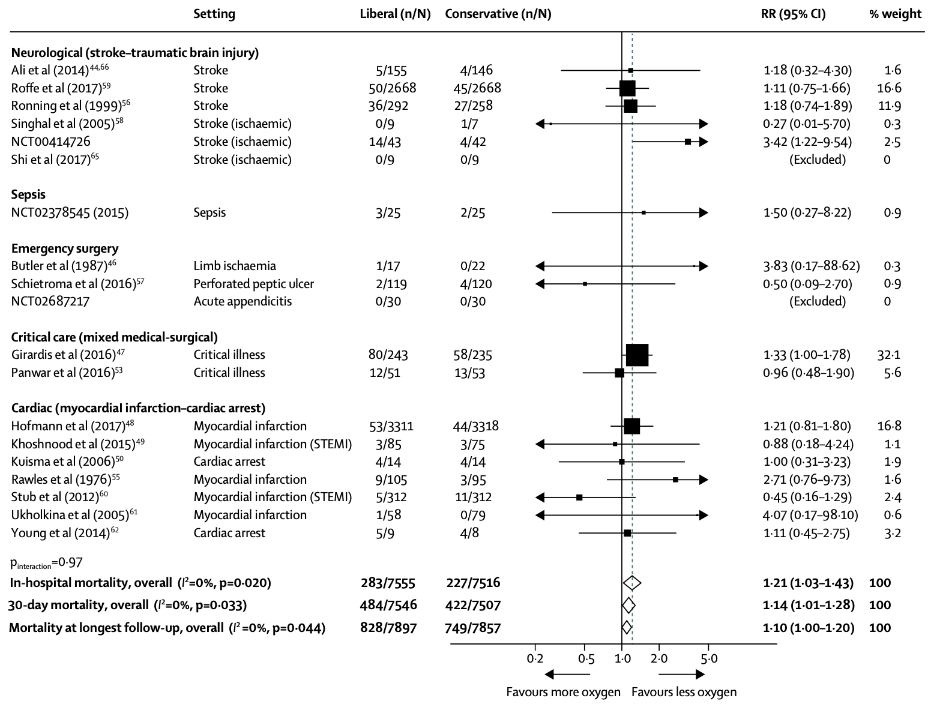 Setting Liberal (n/N) Conservative (n/N) RR (95% CI) % weight
Neurological (stroke–traumatic brain injury)
Ali et al (2014)44,66 Stroke 5/155 4/146 1·18 (0·32–4·30) 1·6
Roffe et al (2017)59 Stroke 50/2668 45/2668 1·11 (0·75–1·66) 16·6
Ronning et al (1999)56 Stroke 36/292 27/258 1·18 (0·74–1·89) 11·9
Singhal et al (2005)58 Stroke (ischaemic) 0/9 1/7 0·27 (0·01–5·70) 0·3
NCT00414726 Stroke (ischaemic) 14/43 4/42 3·42 (1·22–9·54) 2·5
Shi et al (2017)65 Stroke (ischaemic) 0/9 0/9 (Excluded) 0
Sepsis
NCT02378545 (2015) Sepsis 3/25 2/25 1·50 (0·27–8·22) 0·9
Emergency surgery
Butler et al (1987)46 Limb ischaemia 1/17 0/22 3·83 (0·17–88·62) 0·3
Schietroma et al (2016)57 Perforated peptic ulcer 2/119 4/120 0·50 (0·09–2·70) 0·9
NCT02687217 Acute appendicitis 0/30 0/30 (Excluded) 0
Critical care (mixed medical-surgical)
Girardis et al (2016)47 Critical illness 80/243 58/235 1·33 (1·00–1·78) 32·1
Panwar et al (2016)53 Critical illness 12/51 13/53 0·96 (0·48–1·90) 5·6
Cardiac (myocardial infarction–cardiac arrest)
Hofmann et al (2017)48 Myocardial infarction 53/3311 44/3318 1·21 (0·81–1·80) 16·8
Khoshnood et al (2015)49 Myocardial infarction (STEMI) 3/85 3/75 0·88 (0·18–4·24) 1·1
Kuisma et al (2006)50 Cardiac arrest 4/14 4/14 1·00 (0·31–3·23) 1·9
Rawles et al (1976)55 Myocardial infarction 9/105 3/95 2·71 (0·76–9·73) 1·6
Stub et al (2012)60 Myocardial infarction (STEMI) 5/312 11/312 0·45 (0·16–1·29) 2·4
Ukholkina et al (2005)61 Myocardial infarction 1/58 0/79 4·07 (0·17–98·10) 0·6
Young et al (2014)62 Cardiac arrest 5/9 4/8 1·11 (0·45–2·75) 3·2
pinteraction=0·97
In-hospital mortality, overall (I²=0%, p=0·020) 283/7555 227/7516 1·21 (1·03–1·43) 100
30-day mortality, overall (I²=0%, p=0·033) 484/7546 422/7507 1·14 (1·01–1·28) 100
Mortality at longest follow-up, overall (I²=0%, p=0·044) 828/7897 749/7857 1·10 (1·00–1·20) 100
0·2 0·5 1·0 2·0 5·0
Favours more oxygen Favours less oxygen